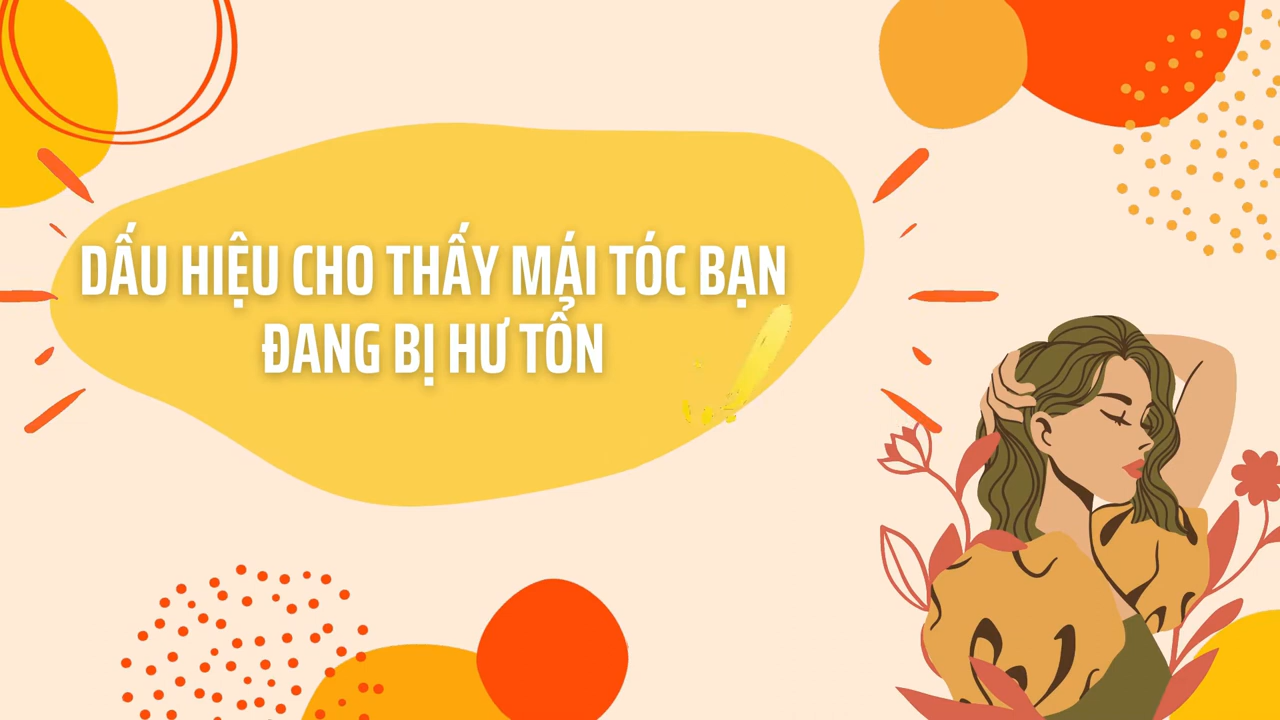 DẤU HIỆU CHO THẤY MÁI TÓC BẠN
ĐANG BỊ HƯ TỔN